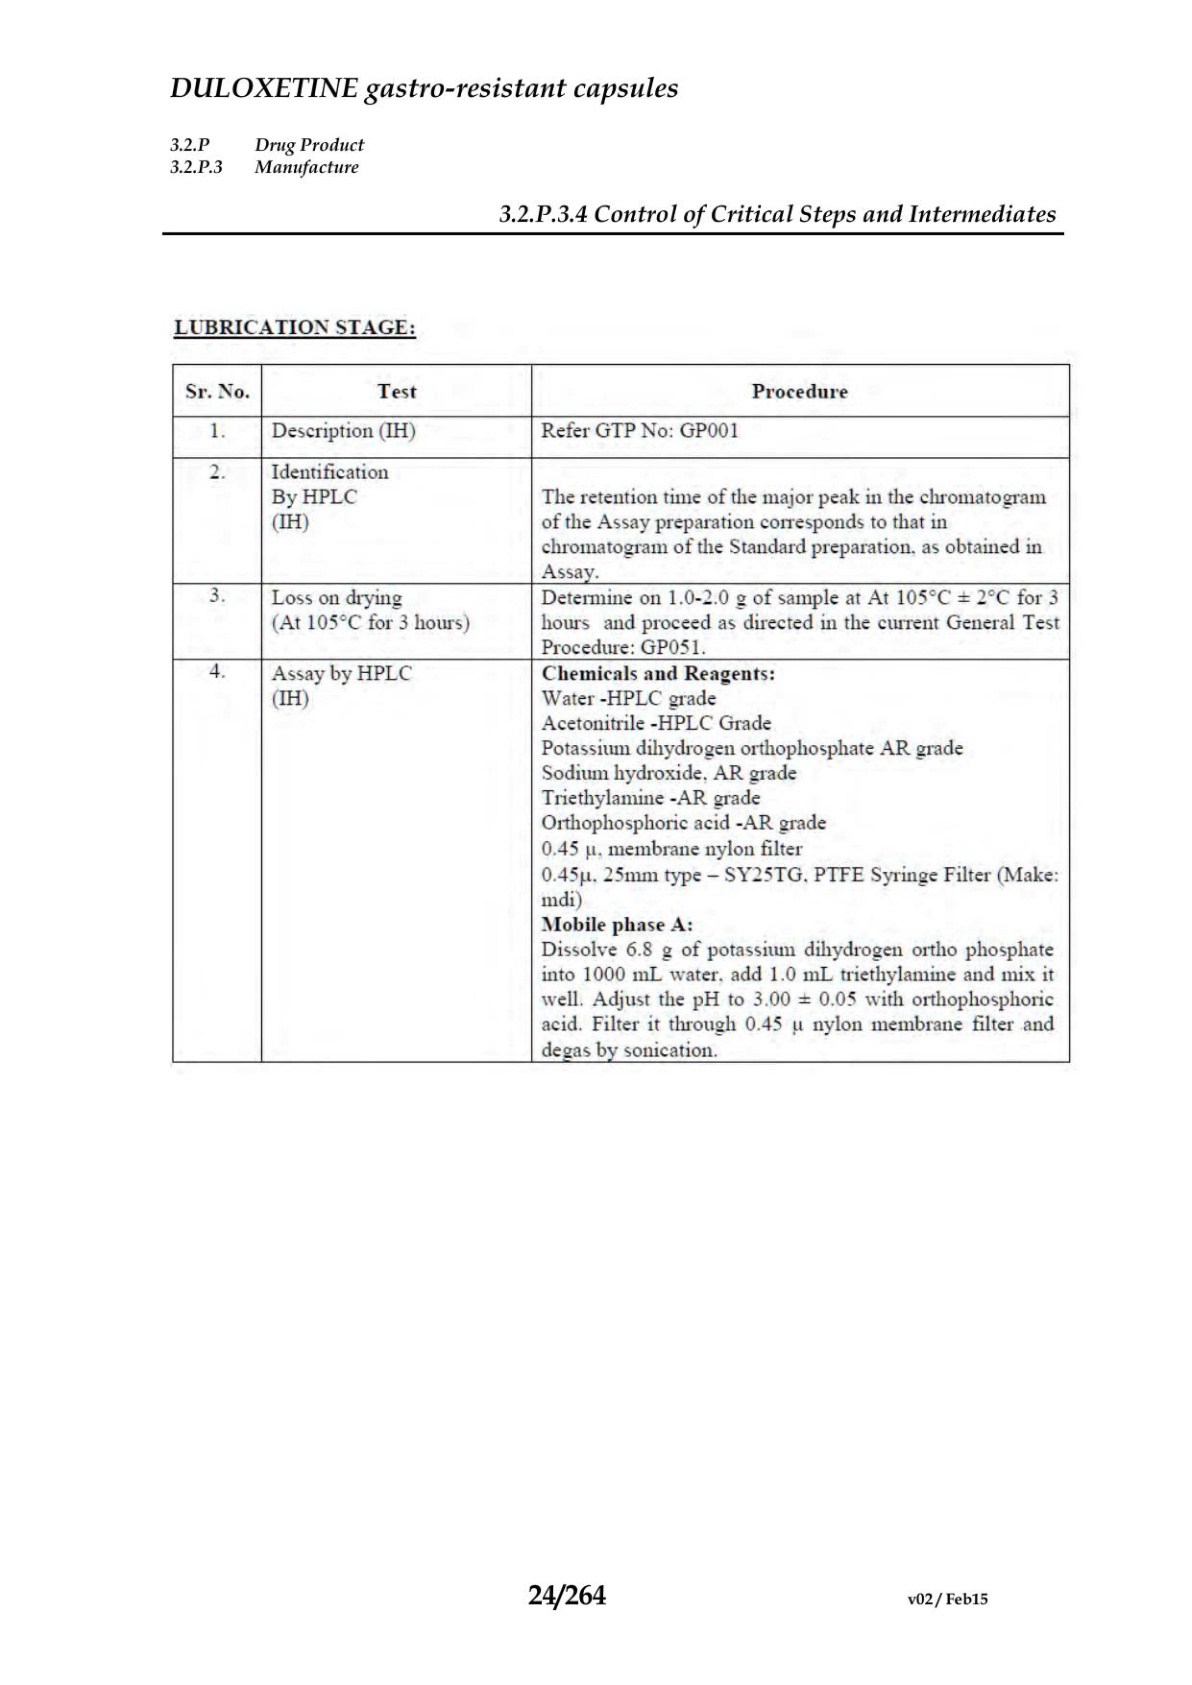 DULOXETINE gastro-resistant capsules
3.2.P Drug Product
3.2.P.3 Manufacture
3.2.P.3.4 Control of Critical Steps and Intermediates
LUBRICATION STAGE:
Sr. No. Test Procedure
1. Description (IH) Refer GTP No: GP001
2. Identification
By HPLC The retention time of the major peak in the chromatogram
(IH) of the Assay preparation corresponds to that in
chromatogram of the Standard preparation, as obtained in
Assay.
3. Loss on drying Determine on 1.0-2.0 g of sample at At 105°C ± 2°C for 3
(At 105°C for 3 hours) hours and proceed as directed in the current General Test
Procedure: GP051.
4. Assay by HPLC Chemicals and Reagents:
(IH) Water -HPLC grade
Acetonitrile -HPLC Grade
Potassium dihydrogen orthophosphate AR grade
Sodium hydroxide, AR grade
Triethylamine -AR grade
Orthophosphoric acid -AR grade
0.45 µ, membrane nylon filter
0.45µ, 25mm type – SY25TG, PTFE Syringe Filter (Make:
mdi)
Mobile phase A:
Dissolve 6.8 g of potassium dihydrogen ortho phosphate
into 1000 mL water, add 1.0 mL triethylamine and mix it
well. Adjust the pH to 3.00 ± 0.05 with orthophosphoric
acid. Filter it through 0.45 µ nylon membrane filter and
degas by sonication.
24/264 v02 / Feb15